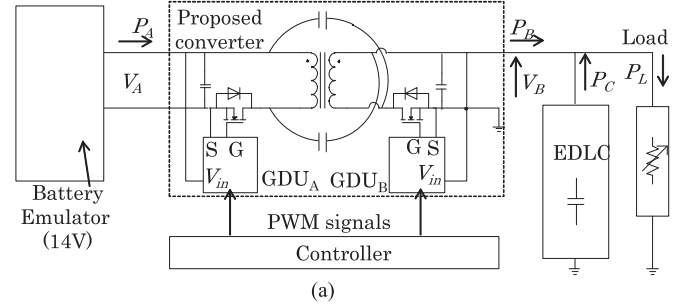 Proposed
converter
P_A
V_A
P_B
V_B
P_C
P_L
Load
S G
V_in
GDU_A
GDU_B
G S
V_in
EDLC
Battery
Emulator
(14V)
PWM signals
Controller
(a)